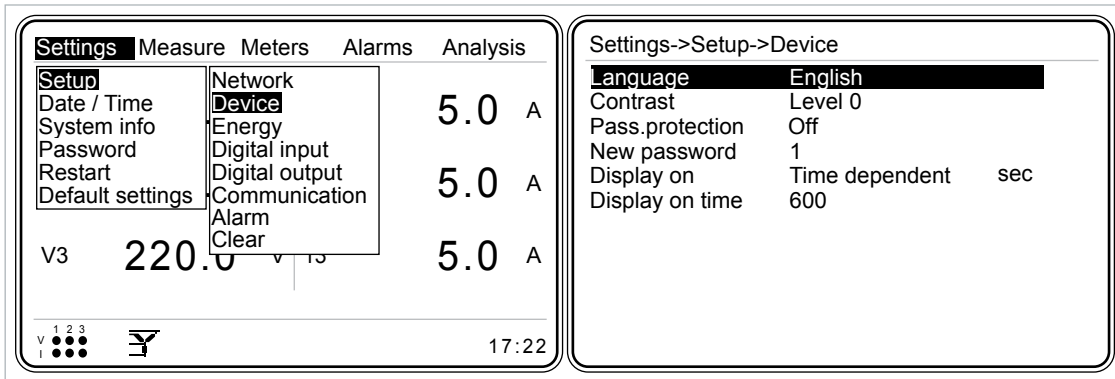 Settings Measure Meters Alarms Analysis
Setup
Date / Time
System info
Password
Restart
Default settings
Network
Device
Energy
Digital input
Digital output
Communication
Alarm
Clear
5.0 A
5.0 A
V3 220.0 V I3 5.0 A
1 2 3
V
I
17:22
Settings->Setup->Device
Language English
Contrast Level 0
Pass.protection Off
New password 1
Display on Time dependent sec
Display on time 600